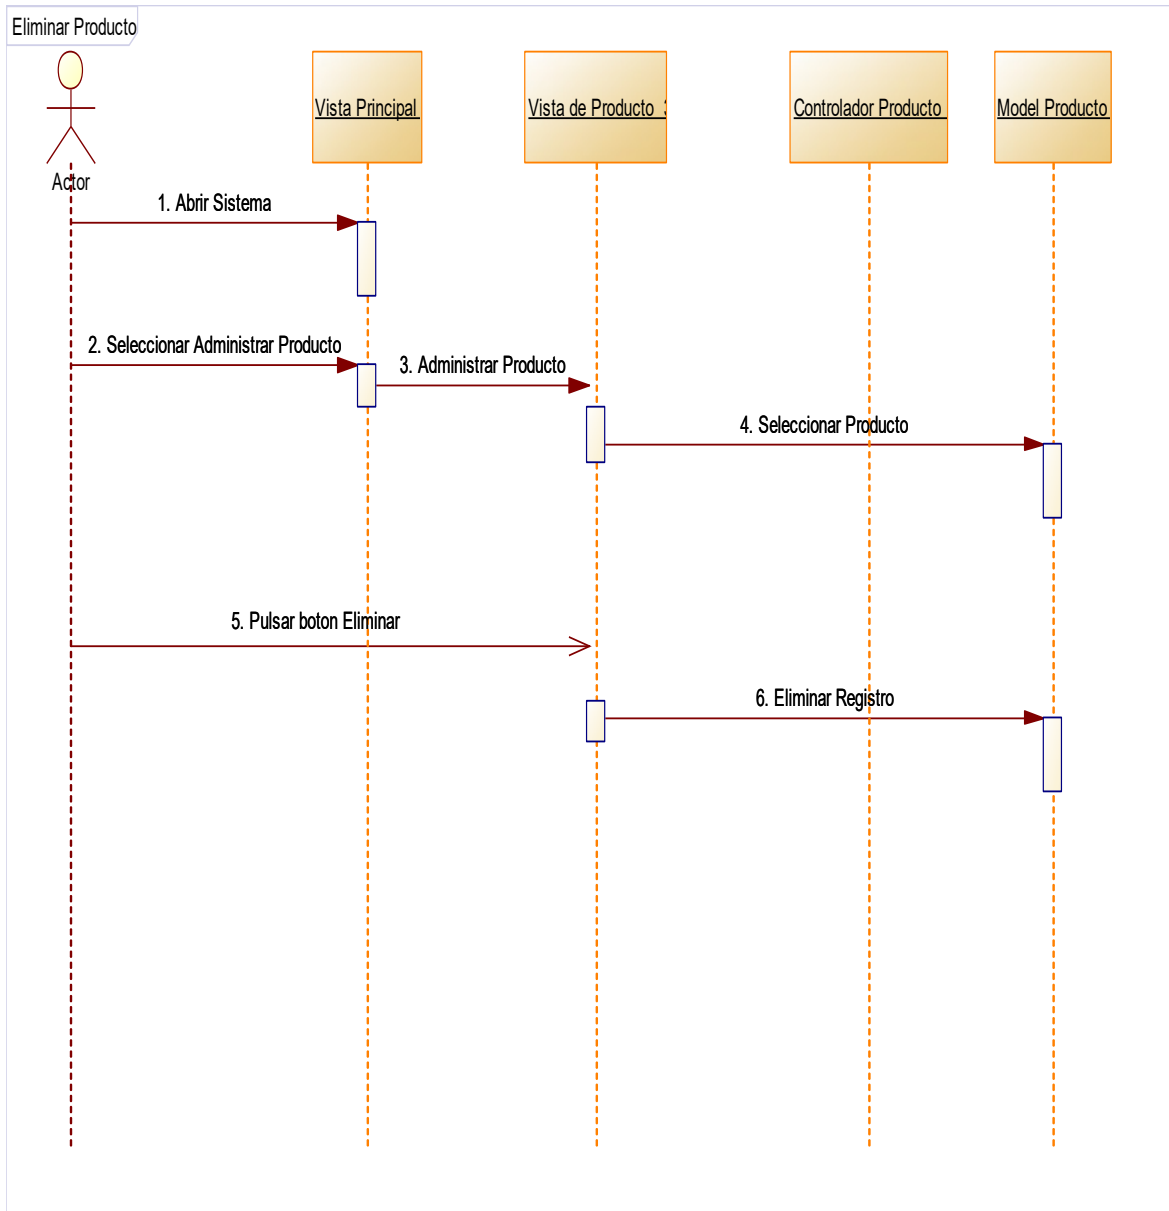 Eliminar Producto
Vista Principal
Vista de Producto
Controlador Producto
Model Producto
Actor
1. Abrir Sistema
2. Seleccionar Administrar Producto
3. Administrar Producto
4. Seleccionar Producto
5. Pulsar boton Eliminar
6. Eliminar Registro